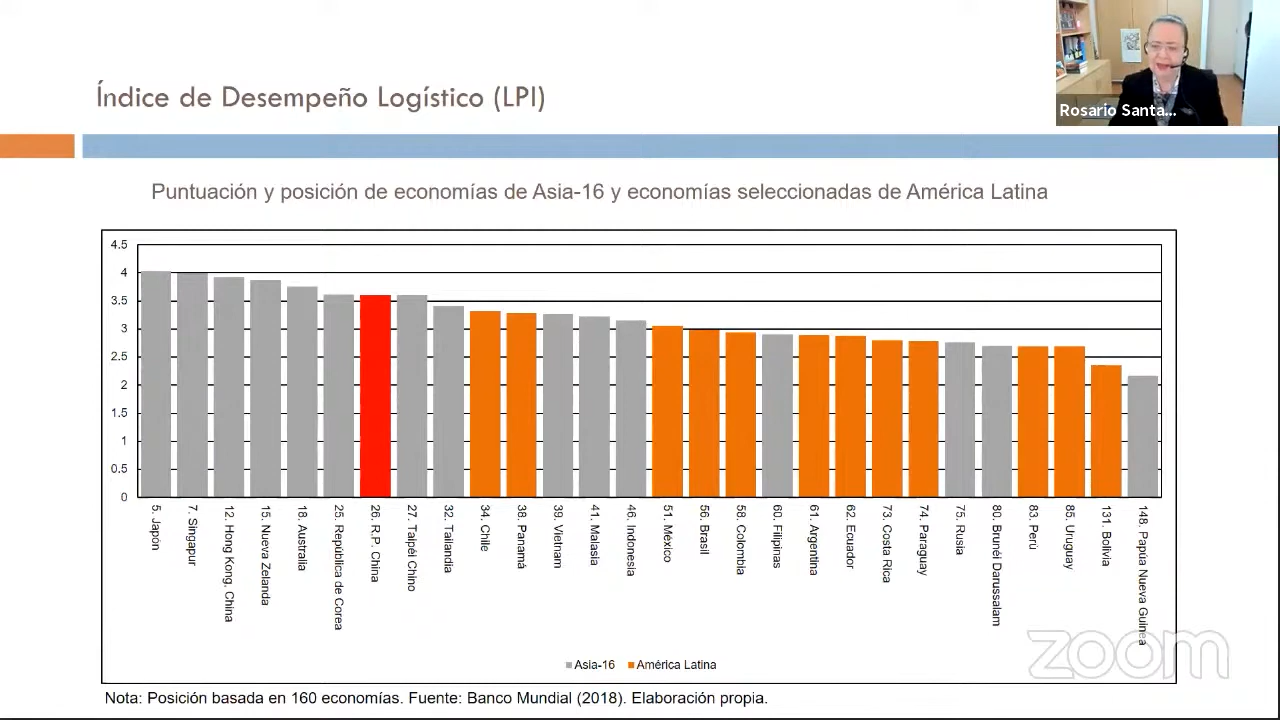 Índice de Desempeño Logístico (LPI)
Rosario Santa...
Puntuación y posición de economías de Asia-16 y economías seleccionadas de América Latina
4.5
4
3.5
3
2.5
2
1.5
1
0.5
0
5. Japón
7. Singapur
12. Hong Kong, China
15. Nueva Zelanda
18. Australia
25. República de Corea
26. R.P. China
27. Taipéi Chino
32. Tailandia
34. Chile
38. Panamá
39. Vietnam
41. Malasia
46. Indonesia
51. México
56. Brasil
58. Colombia
60. Filipinas
61. Argentina
62. Ecuador
73. Costa Rica
74. Paraguay
75. Rusia
80. Brunéi Darussalam
83. Perú
85. Uruguay
131. Bolivia
148. Papúa Nueva Guinea
Asia-16 América Latina
zoom
Nota: Posición basada en 160 economías. Fuente: Banco Mundial (2018). Elaboración propia.